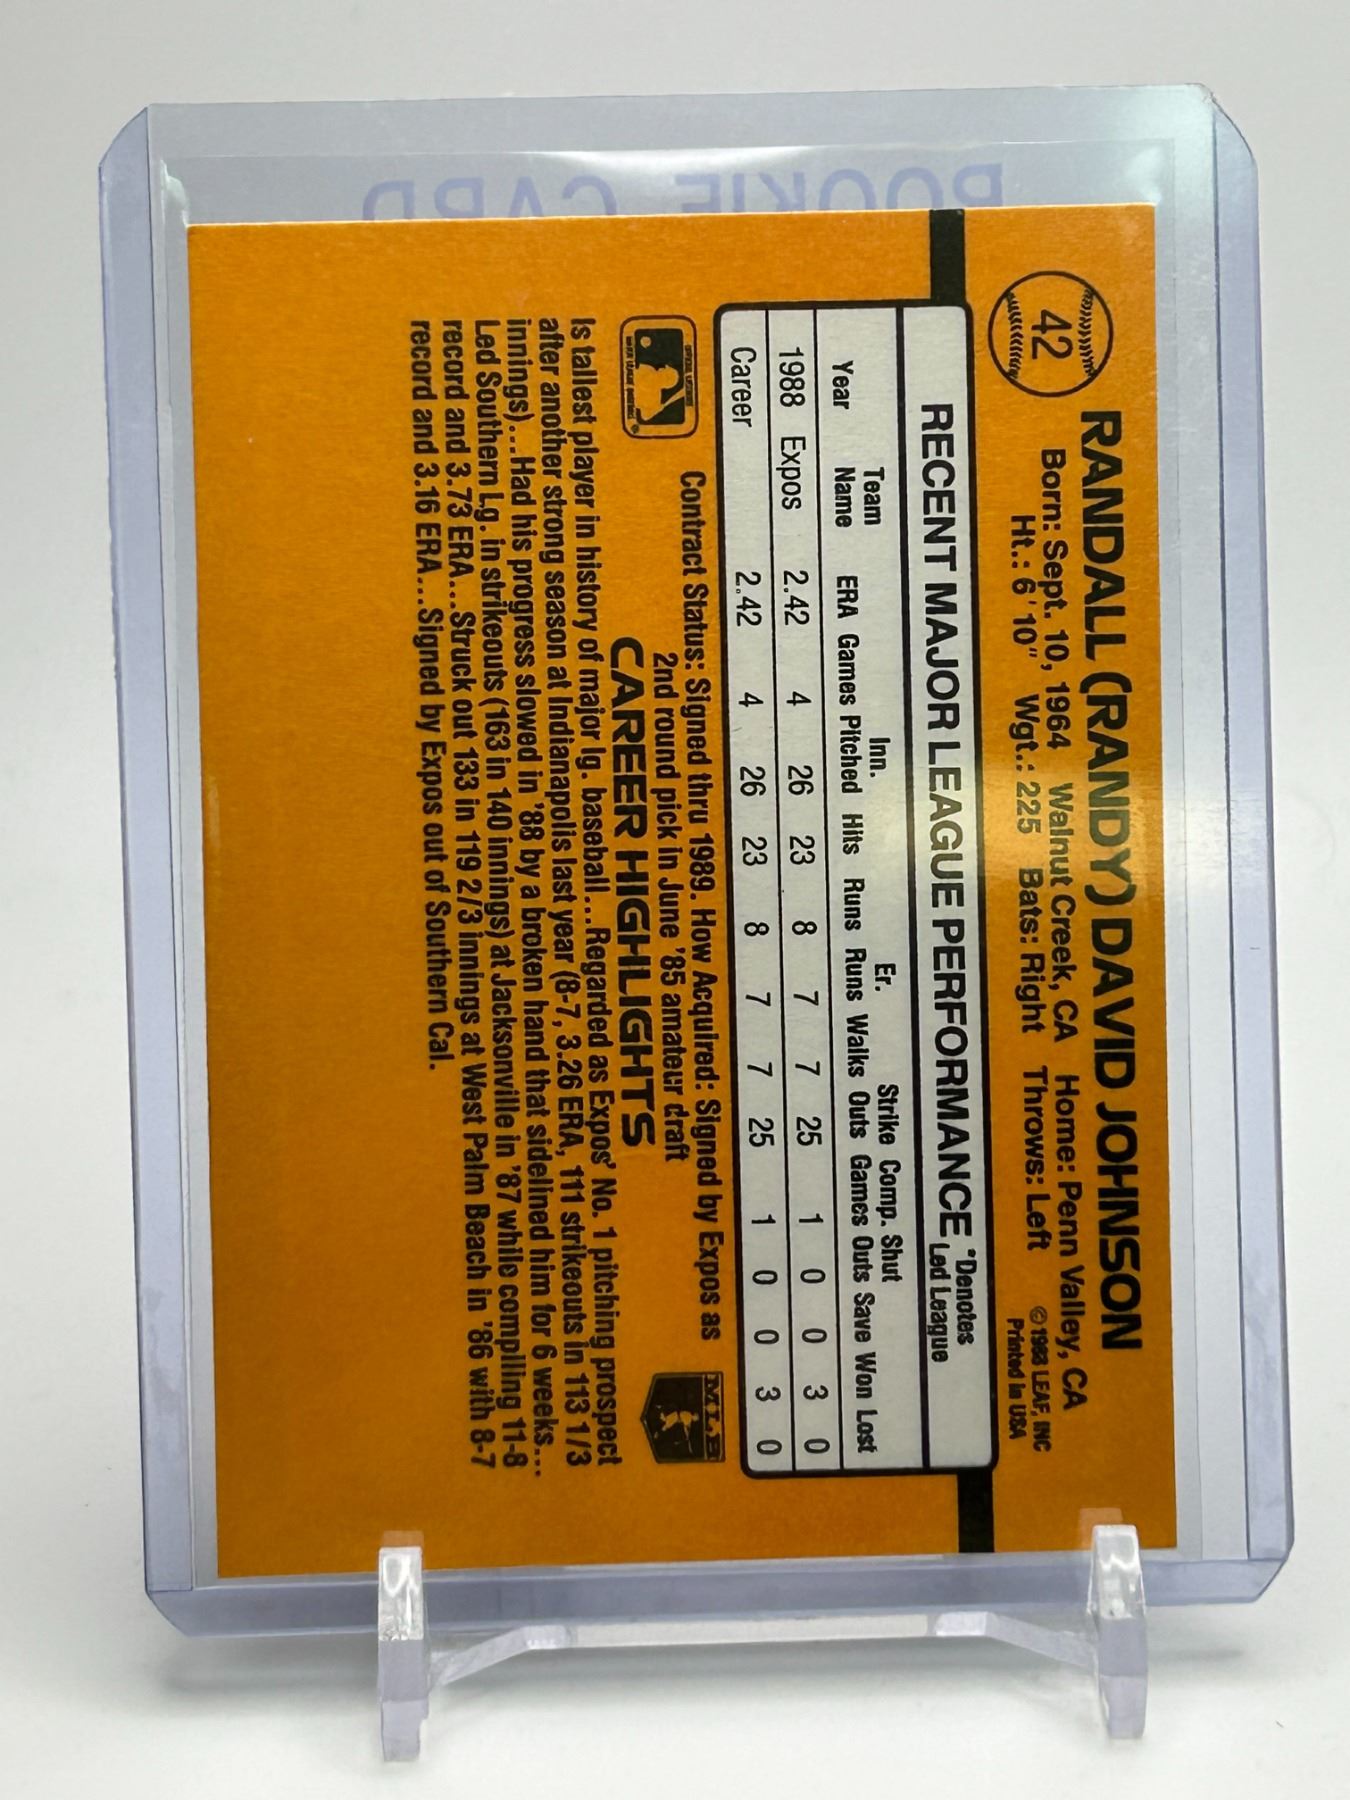 ROOKIE CARD
42
RANDALL (RANDY) DAVID JOHNSON
Born: Sept. 10, 1964 Walnut Creek, CA Home: Penn Valley, CA
Ht.: 6'10" Wgt.: 225 Bats: Right Throws: Left
© 1988 LEAF, INC
Printed in USA
RECENT MAJOR LEAGUE PERFORMANCE *Denotes Led League
Year Team Name ERA Games Inn. Pitched Hits Runs Er. Runs Walks Strike Outs Comp. Games Shut Outs Save Won Lost
1988 Expos 2.42 4 26 23 8 7 7 25 1 0 0 3 0
Career 2.42 4 26 23 8 7 7 25 1 0 0 3 0
Contract Status: Signed thru 1989. How Acquired: Signed by Expos as
2nd round pick in June '85 amateur draft
MLB
CAREER HIGHLIGHTS
Is tallest player in history of major lg. baseball...Regarded as Expos' No. 1 pitching prospect
after another strong season at Indianapolis last year (8-7, 3.26 ERA, 111 strikeouts in 113 1/3
innings)...Had his progress slowed in '88 by a broken hand that sidelined him for 6 weeks...
Led Southern Lg. in strikeouts (163 in 140 innings) at Jacksonville in '87 while compiling 11-8
record and 3.73 ERA...Struck out 133 in 119 2/3 innings at West Palm Beach in '86 with 8-7
record and 3.16 ERA...Signed by Expos out of Southern Cal.